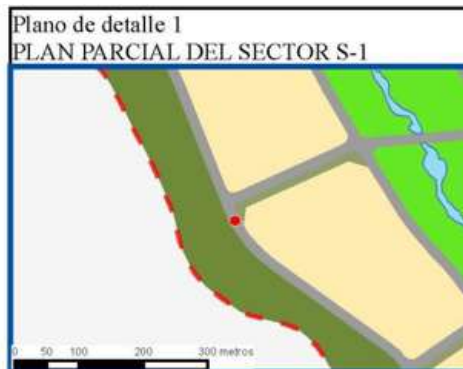 Plano de detalle 1
PLAN PARCIAL DEL SECTOR S-1
0 50 100 200 300 metros